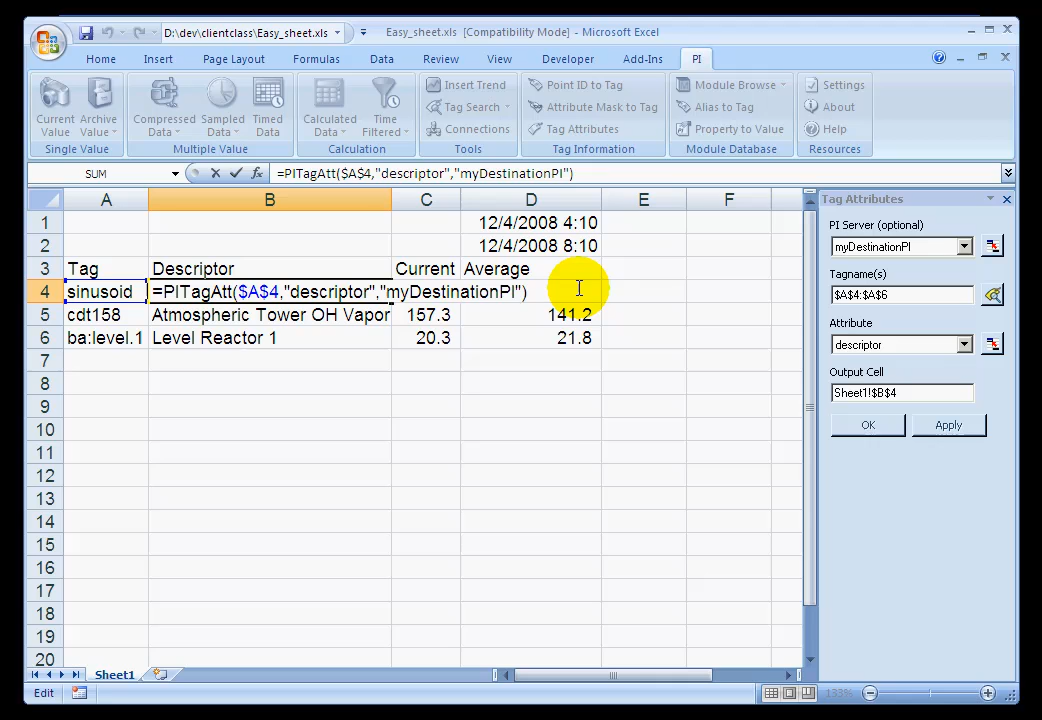 D:\dev\clientclass\Easy_sheet.xls
Easy_sheet.xls [Compatibility Mode] - Microsoft Excel
Home Insert Page Layout Formulas Data Review View Developer Add-Ins PI
Current Value
Archive Value
Single Value
Compressed Data
Sampled Data
Timed Data
Multiple Value
Calculated Data
Time Filtered
Calculation
Insert Trend
Tag Search
Connections
Tools
Point ID to Tag
Attribute Mask to Tag
Tag Attributes
Tag Information
Module Browse
Alias to Tag
Property to Value
Module Database
Settings
About
Help
Resources
SUM fx =PITagAtt($A$4,"descriptor","myDestinationPI")
A B C D E F
1 12/4/2008 4:10
2 12/4/2008 8:10
3 Tag Descriptor Current Average
4 sinusoid =PITagAtt($A$4,"descriptor","myDestinationPI")
5 cdt158 Atmospheric Tower OH Vapor 157.3 141.2
6 ba:level.1 Level Reactor 1 20.3 21.8
7
8
9
10
11
12
13
14
15
16
17
18
19
20
Tag Attributes
PI Server (optional)
myDestinationPI
Tagname(s)
$A$4:$A$6
Attribute
descriptor
Output Cell
Sheet1!$B$4
OK Apply
Sheet1
Edit 133%